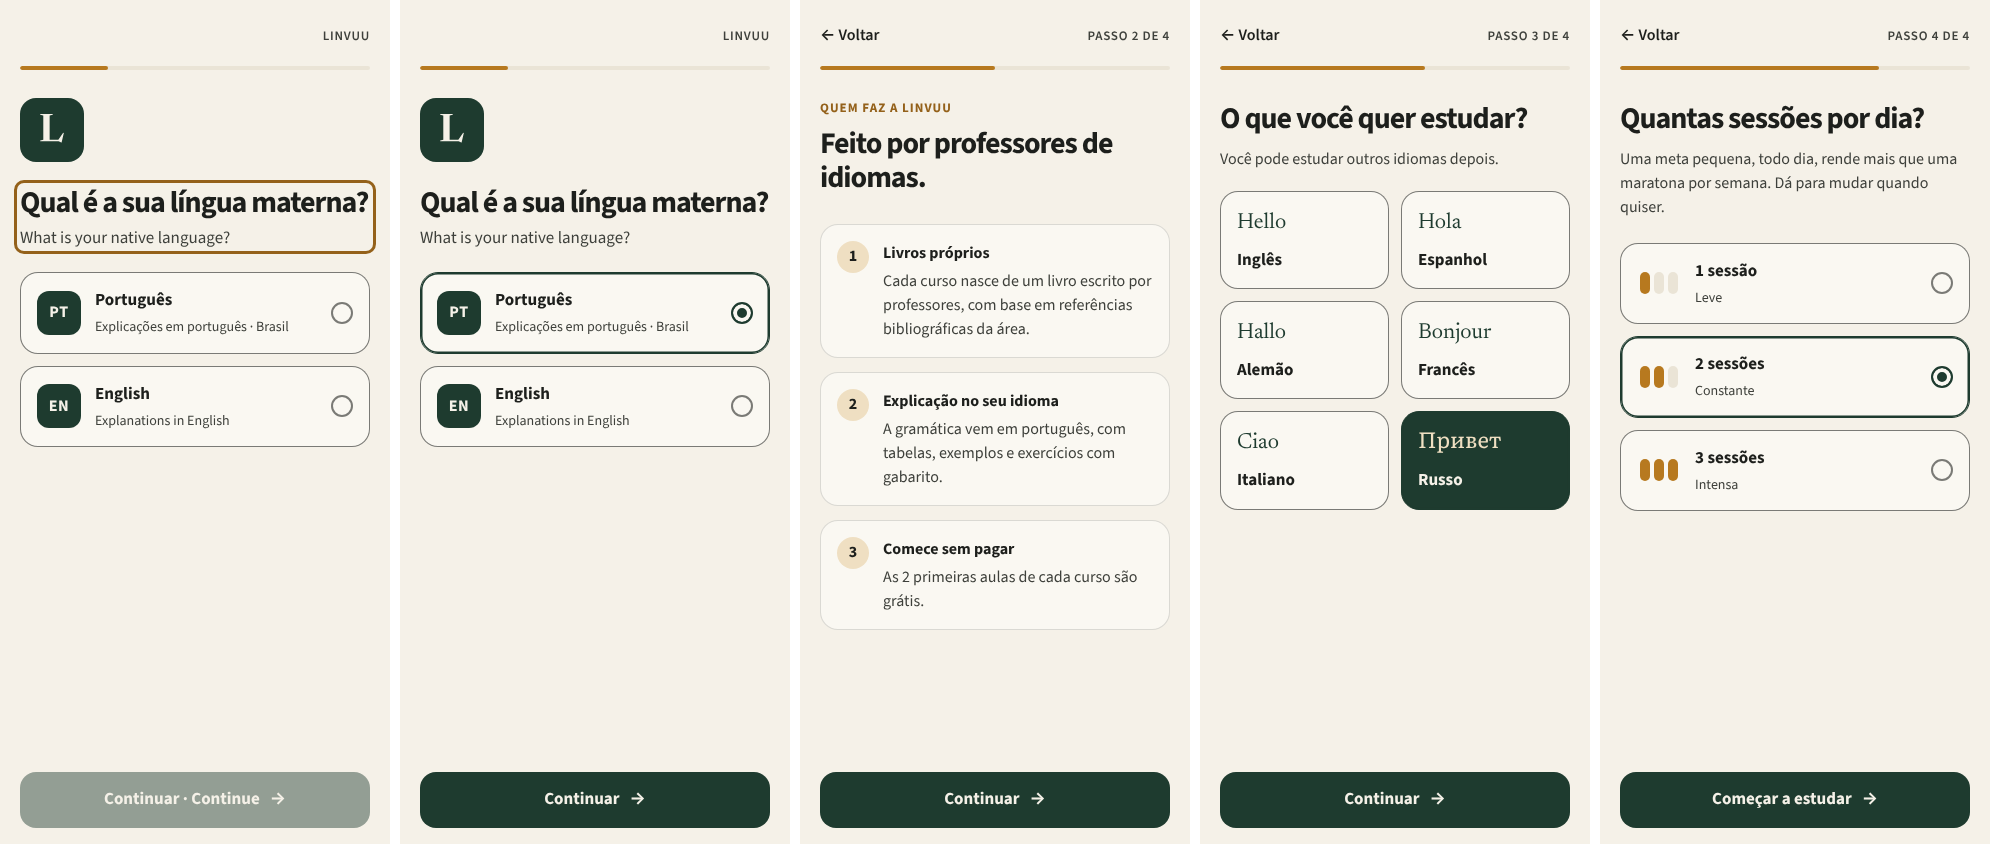 LINVUU
L
Qual é a sua língua materna?
What is your native language?
PT
Português
Explicações em português · Brasil
EN
English
Explanations in English
Continuar · Continue →
LINVUU
L
Qual é a sua língua materna?
What is your native language?
PT
Português
Explicações em português · Brasil
EN
English
Explanations in English
Continuar →
← Voltar
PASSO 2 DE 4
QUEM FAZ A LINVUU
Feito por professores de
idiomas.
1
Livros próprios
Cada curso nasce de um livro escrito por
professores, com base em referências
bibliográficas da área.
2
Explicação no seu idioma
A gramática vem em português, com
tabelas, exemplos e exercícios com
gabarito.
3
Comece sem pagar
As 2 primeiras aulas de cada curso são
grátis.
Continuar →
← Voltar
PASSO 3 DE 4
O que você quer estudar?
Você pode estudar outros idiomas depois.
Hello
Inglês
Hola
Espanhol
Hallo
Alemão
Bonjour
Francês
Ciao
Italiano
Привет
Russo
Continuar →
← Voltar
PASSO 4 DE 4
Quantas sessões por dia?
Uma meta pequena, todo dia, rende mais que uma
maratona por semana. Dá para mudar quando
quiser.
1 sessão
Leve
2 sessões
Constante
3 sessões
Intensa
Começar a estudar →